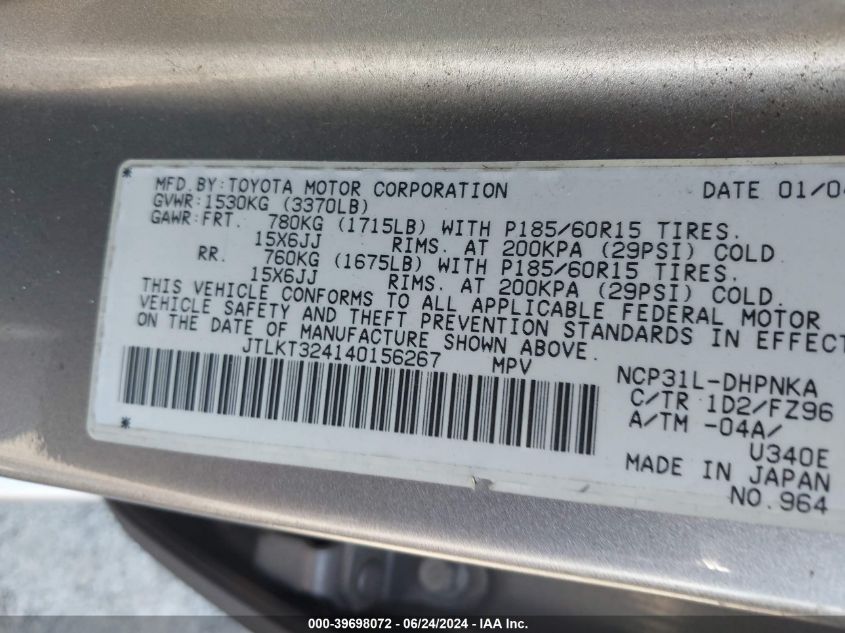 MFD. BY: TOYOTA MOTOR CORPORATION DATE 01/04
GVWR: 1530KG (3370LB)
GAWR: FRT. 780KG (1715LB) WITH P185/60R15 TIRES.
15X6JJ RIMS. AT 200KPA (29PSI) COLD.
RR. 760KG (1675LB) WITH P185/60R15 TIRES.
15X6JJ RIMS. AT 200KPA (29PSI) COLD.
THIS VEHICLE CONFORMS TO ALL APPLICABLE FEDERAL MOTOR
VEHICLE SAFETY AND THEFT PREVENTION STANDARDS IN EFFECT
ON THE DATE OF MANUFACTURE SHOWN ABOVE.
JTLKT324140156267 MPV
NCP31L-DHPNKA
C/TR 1D2/FZ96
A/TM -04A/
U340E
MADE IN JAPAN
NO. 964
000-39698072 - 06/24/2024 - IAA Inc.